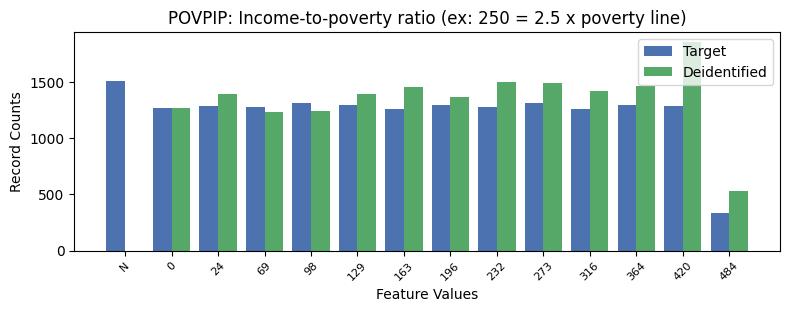 POVPIP: Income-to-poverty ratio (ex: 250 = 2.5 x poverty line)
Target
Deidentified
Record Counts
1500
1000
500
0
N 0 24 69 98 129 163 196 232 273 316 364 420 484
Feature Values